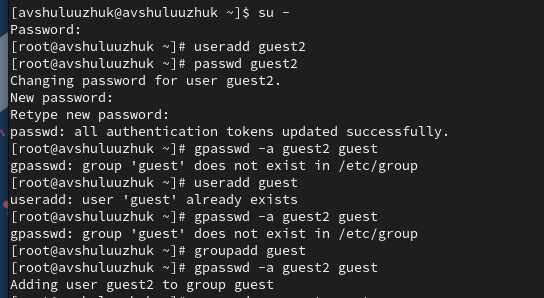 [avshuluuzhuk@avshuluuzhuk ~]$ su -
Password:
[root@avshuluuzhuk ~]# useradd guest2
[root@avshuluuzhuk ~]# passwd guest2
Changing password for user guest2.
New password:
Retype new password:
passwd: all authentication tokens updated successfully.
[root@avshuluuzhuk ~]# gpasswd -a guest2 guest
gpasswd: group 'guest' does not exist in /etc/group
[root@avshuluuzhuk ~]# useradd guest
useradd: user 'guest' already exists
[root@avshuluuzhuk ~]# gpasswd -a guest2 guest
gpasswd: group 'guest' does not exist in /etc/group
[root@avshuluuzhuk ~]# groupadd guest
[root@avshuluuzhuk ~]# gpasswd -a guest2 guest
Adding user guest2 to group guest